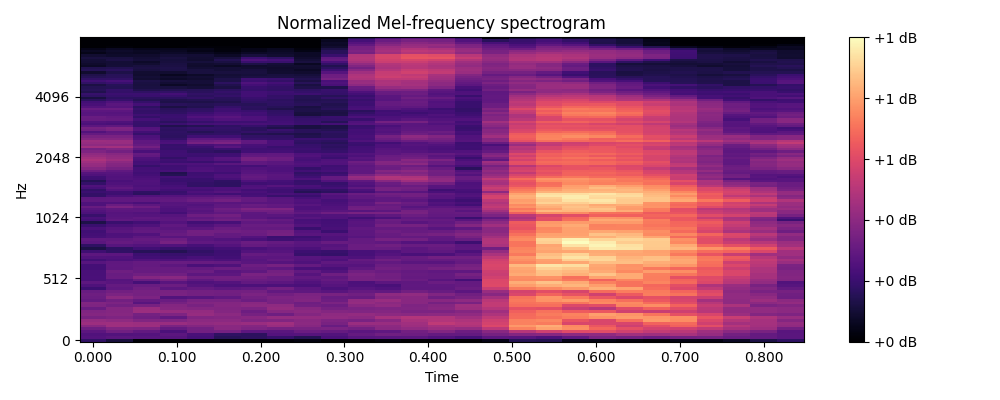 Normalized Mel-frequency spectrogram
Hz
4096
2048
1024
512
0
0.000 0.100 0.200 0.300 0.400 0.500 0.600 0.700 0.800
Time
+1 dB
+1 dB
+1 dB
+0 dB
+0 dB
+0 dB